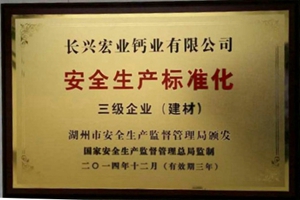 长兴宏业钙业有限公司
安全生产标准化
三级企业（建材）
湖州市安全生产监督管理局颁发
国家安全生产监督管理总局监制
二〇一四年十二月（有效期三年）